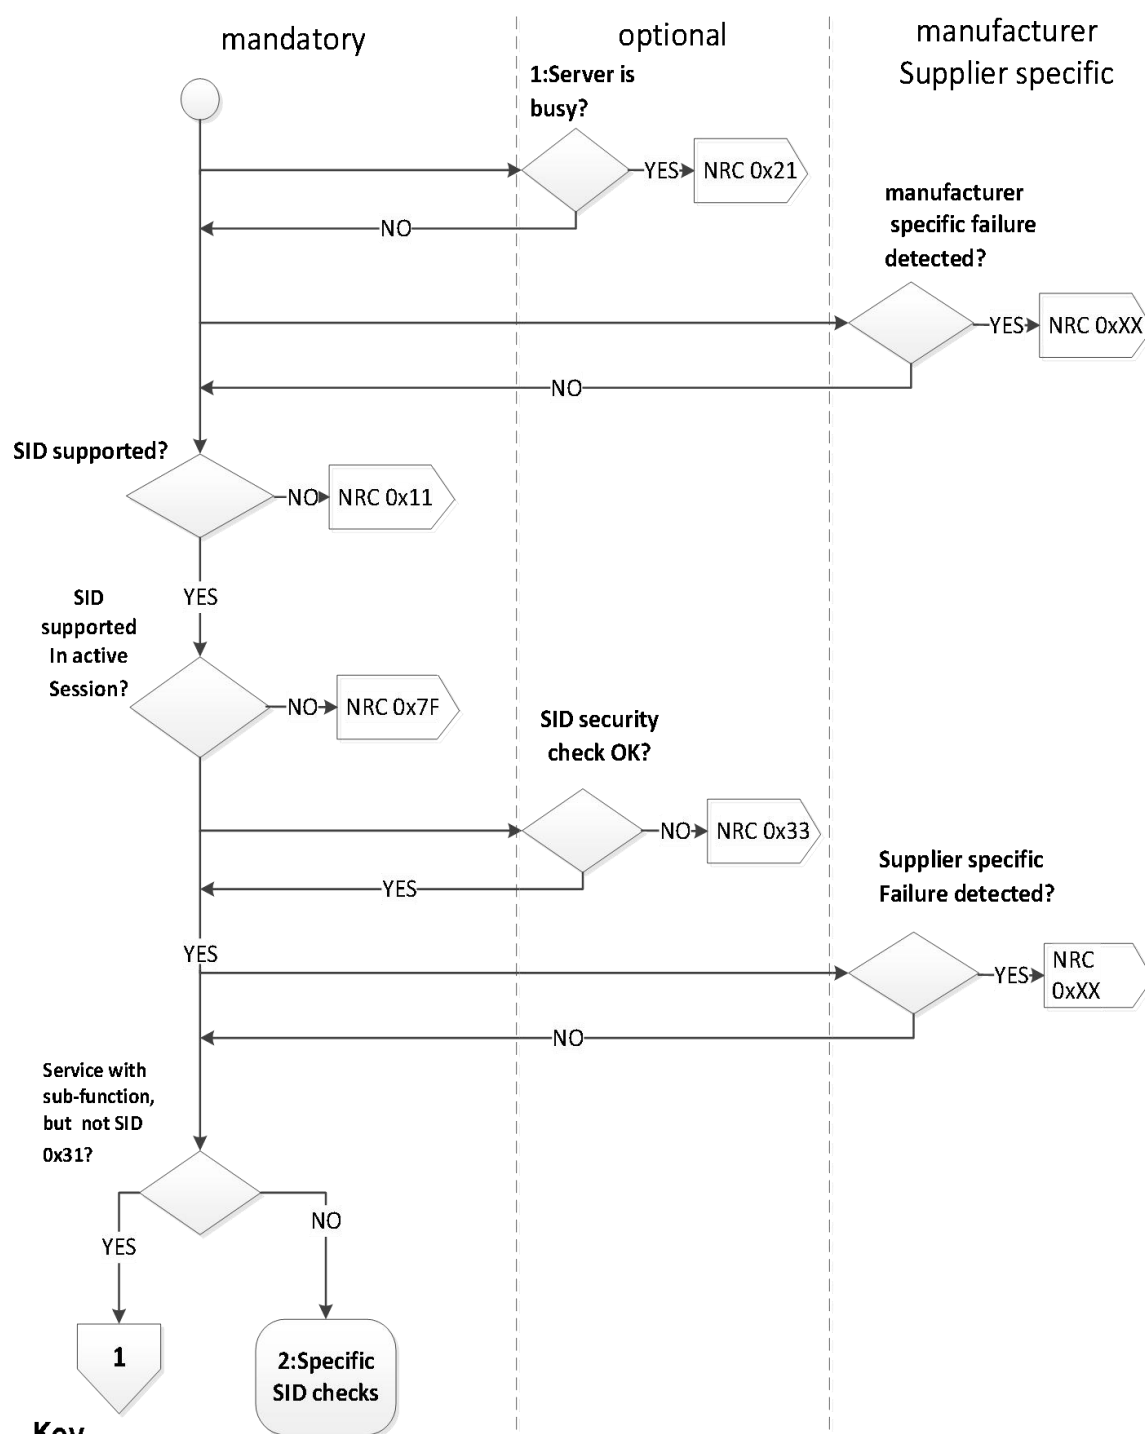 mandatory
optional
manufacturer
Supplier specific
1:Server is
busy?
YES
NRC 0x21
NO
manufacturer
specific failure
detected?
YES
NRC 0xXX
NO
SID supported?
NO
NRC 0x11
YES
SID
supported
In active
Session?
NO
NRC 0x7F
SID security
check OK?
NO
NRC 0x33
YES
Supplier specific
Failure detected?
YES
YES
NRC
0xXX
NO
Service with
sub-function,
but not SID
0x31?
YES
NO
1
2:Specific
SID checks
Key